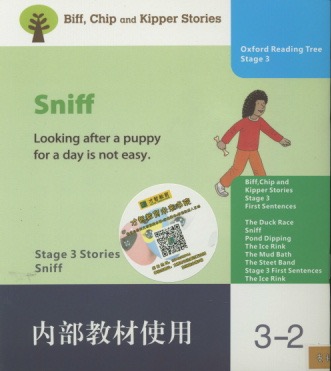 Biff, Chip and Kipper Stories
Oxford Reading Tree
Stage 3
Sniff
Looking after a puppy
for a day is not easy.
Biff,Chip and
Kipper Stories
Stage 3
First Sentences
The Duck Race
Sniff
Pond Dipping
The Ice Rink
The Mud Bath
The Steet Band
Stage 3 First Sentences
The Ice Rink
Stage 3 Stories
Sniff
内部教材使用
3-2